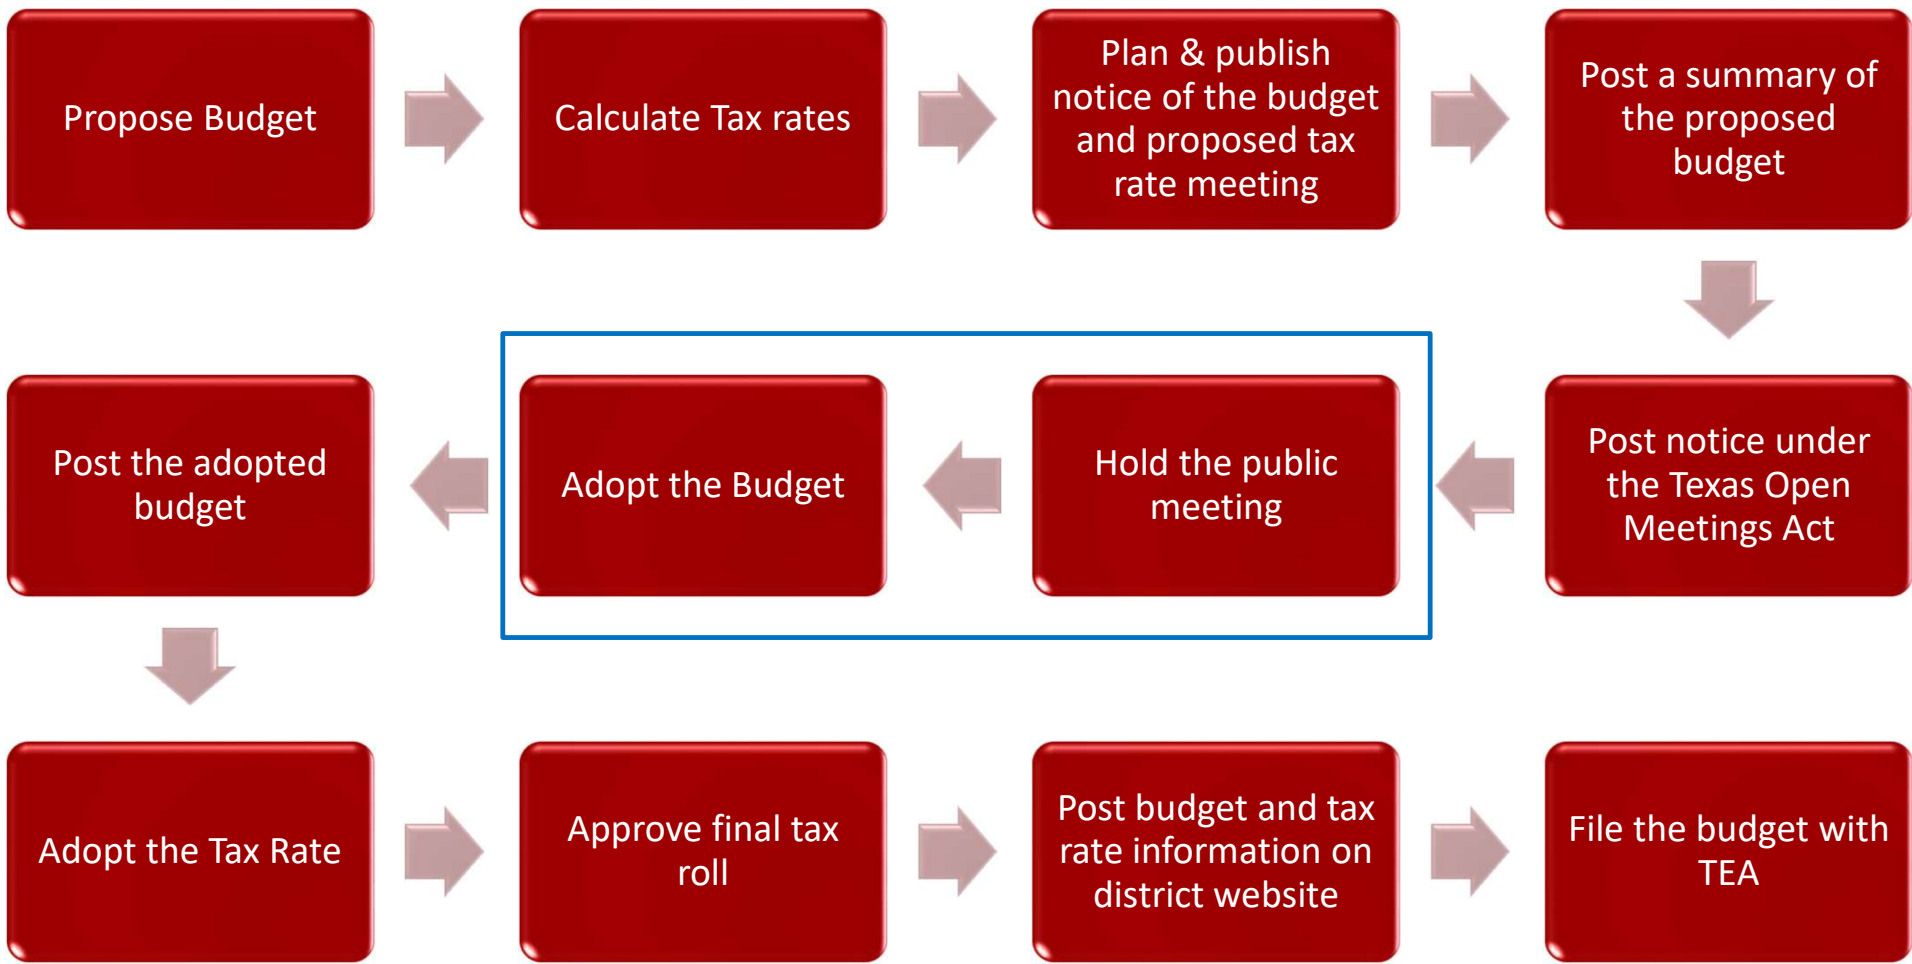 Propose Budget
Calculate Tax rates
Plan & publish
notice of the budget
and proposed tax
rate meeting
Post a summary of
the proposed
budget
Post notice under
the Texas Open
Meetings Act
Hold the public
meeting
Adopt the Budget
Post the adopted
budget
Adopt the Tax Rate
Approve final tax
roll
Post budget and tax
rate information on
district website
File the budget with
TEA